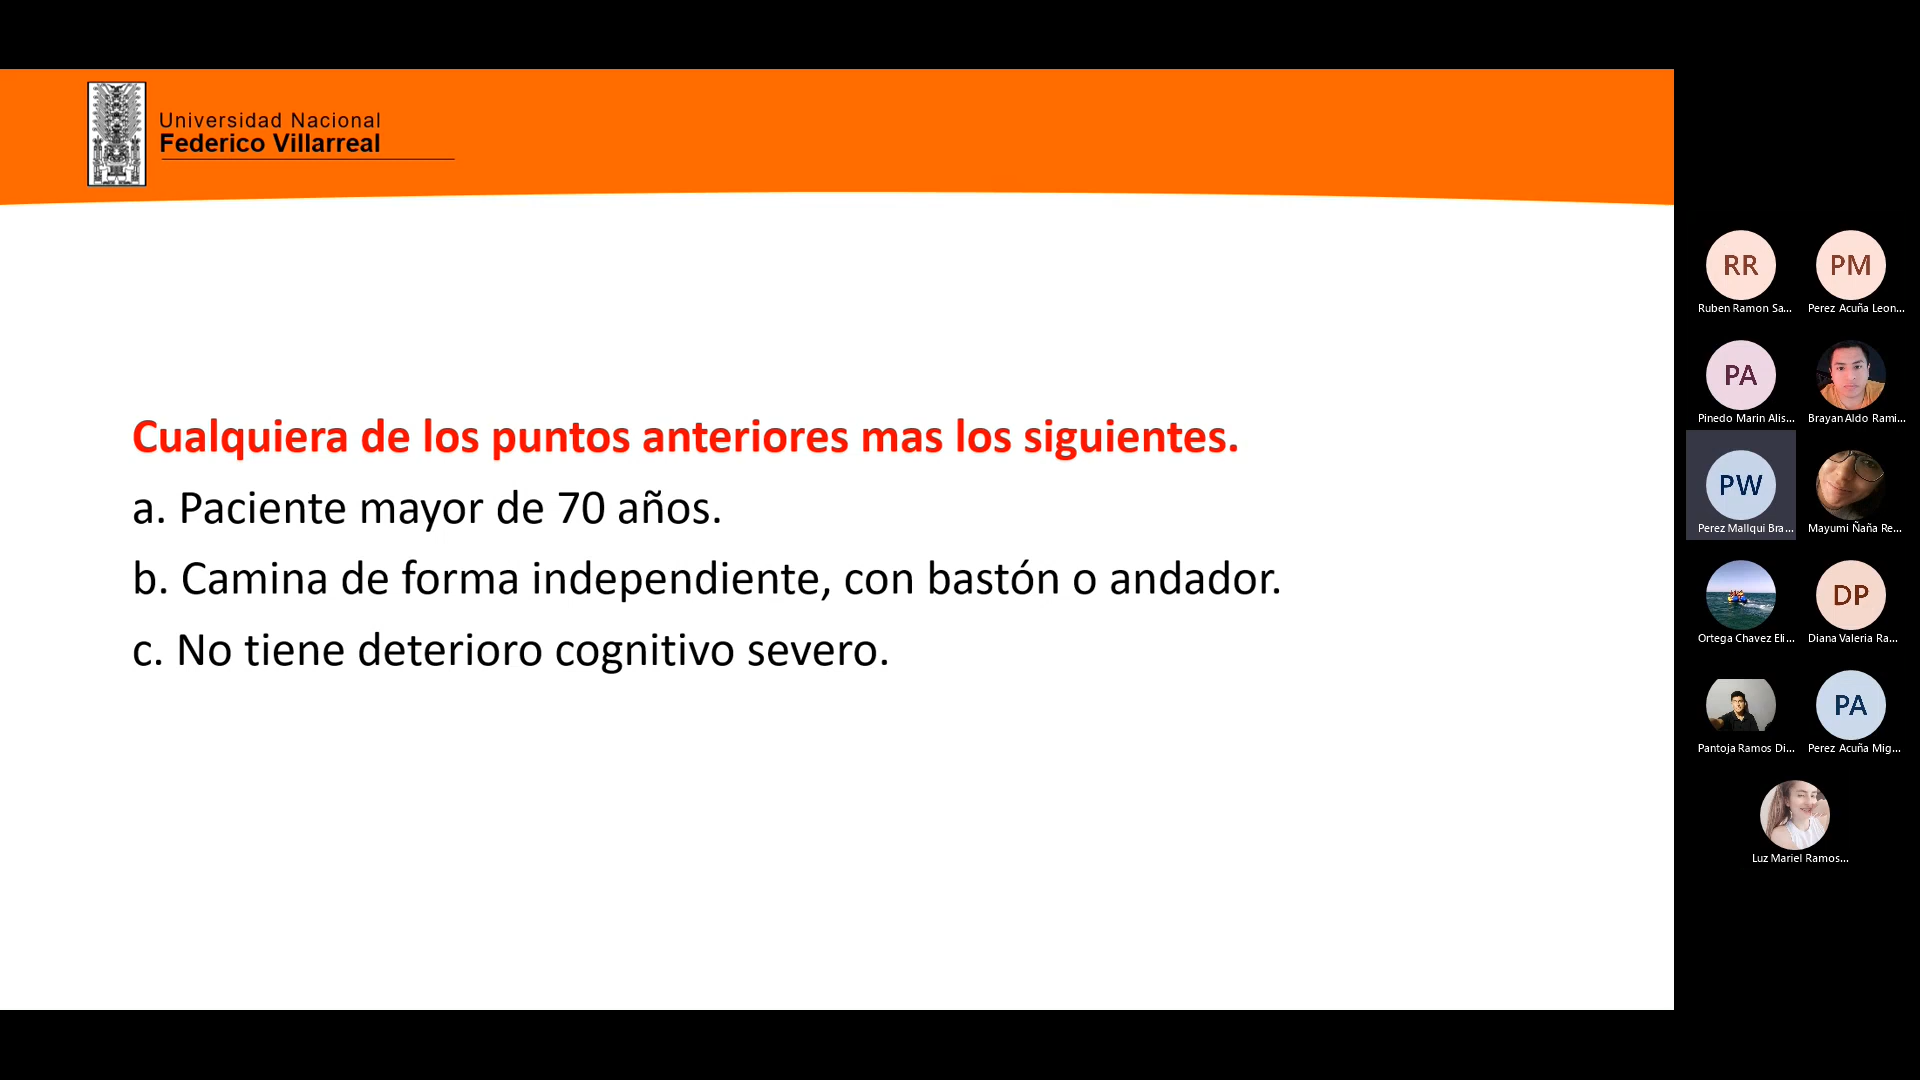 Universidad Nacional
Federico Villarreal
Cualquiera de los puntos anteriores mas los siguientes.
a. Paciente mayor de 70 años.
b. Camina de forma independiente, con bastón o andador.
c. No tiene deterioro cognitivo severo.
RR
PM
Ruben Ramon Sa...
Perez Acuña Leon...
PA
Pinedo Marin Alis...
Brayan Aldo Rami...
PW
Perez Mallqui Bra...
Mayumi Ñaña Re...
DP
Ortega Chavez Eli...
Diana Valeria Ra...
PA
Pantoja Ramos Di...
Perez Acuña Mig...
Luz Mariel Ramos...